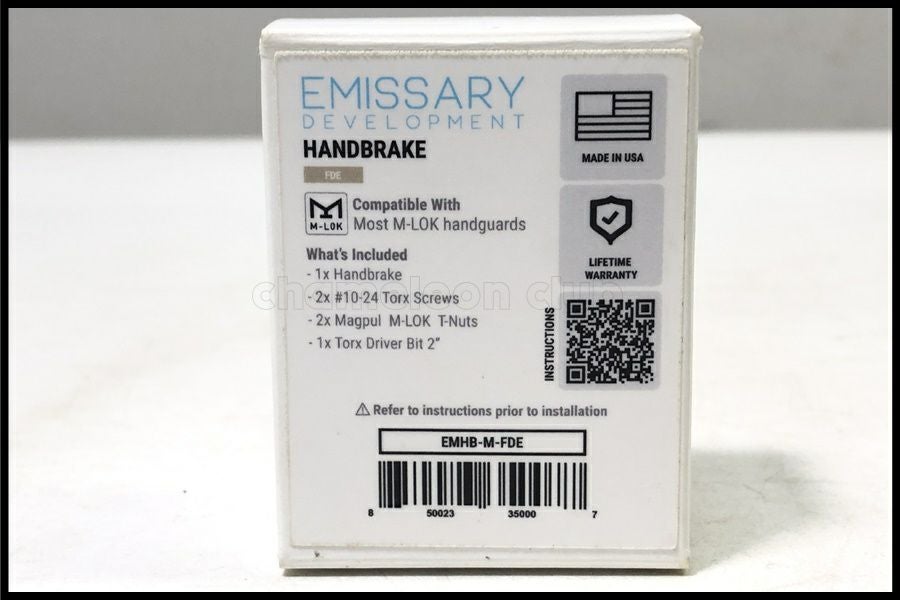 EMISSARY
DEVELOPMENT
HANDBRAKE
FDE
M-LOK
Compatible With
Most M-LOK handguards
What's Included
- 1x Handbrake
- 2x #10-24 Torx Screws
- 2x Magpul M-LOK T-Nuts
- 1x Torx Driver Bit 2"
MADE IN USA
LIFETIME
WARRANTY
INSTRUCTIONS
chamoleon club
Refer to instructions prior to installation
EMHB-M-FDE
8 50023 35000 7